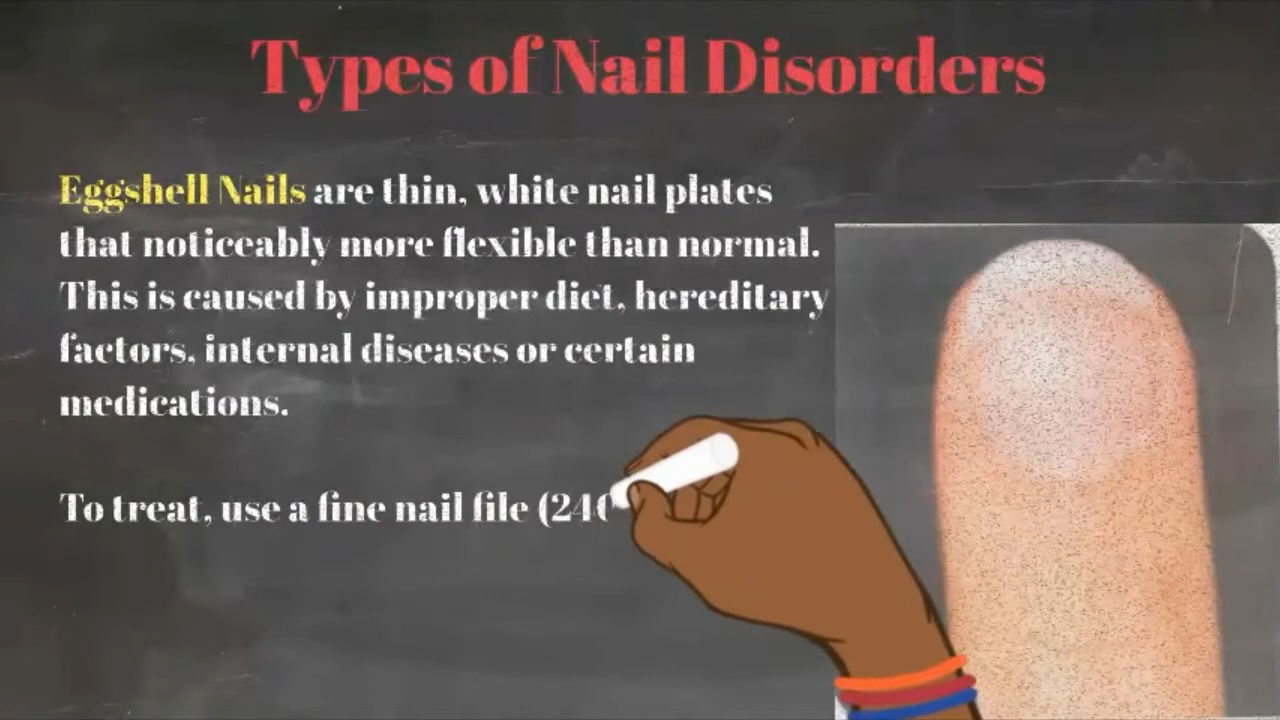 Types of Nail Disorders
Eggshell Nails are thin, white nail plates
that noticeably more flexible than normal.
This is caused by improper diet, hereditary
factors, internal diseases or certain
medications.
To treat, use a fine nail file (240